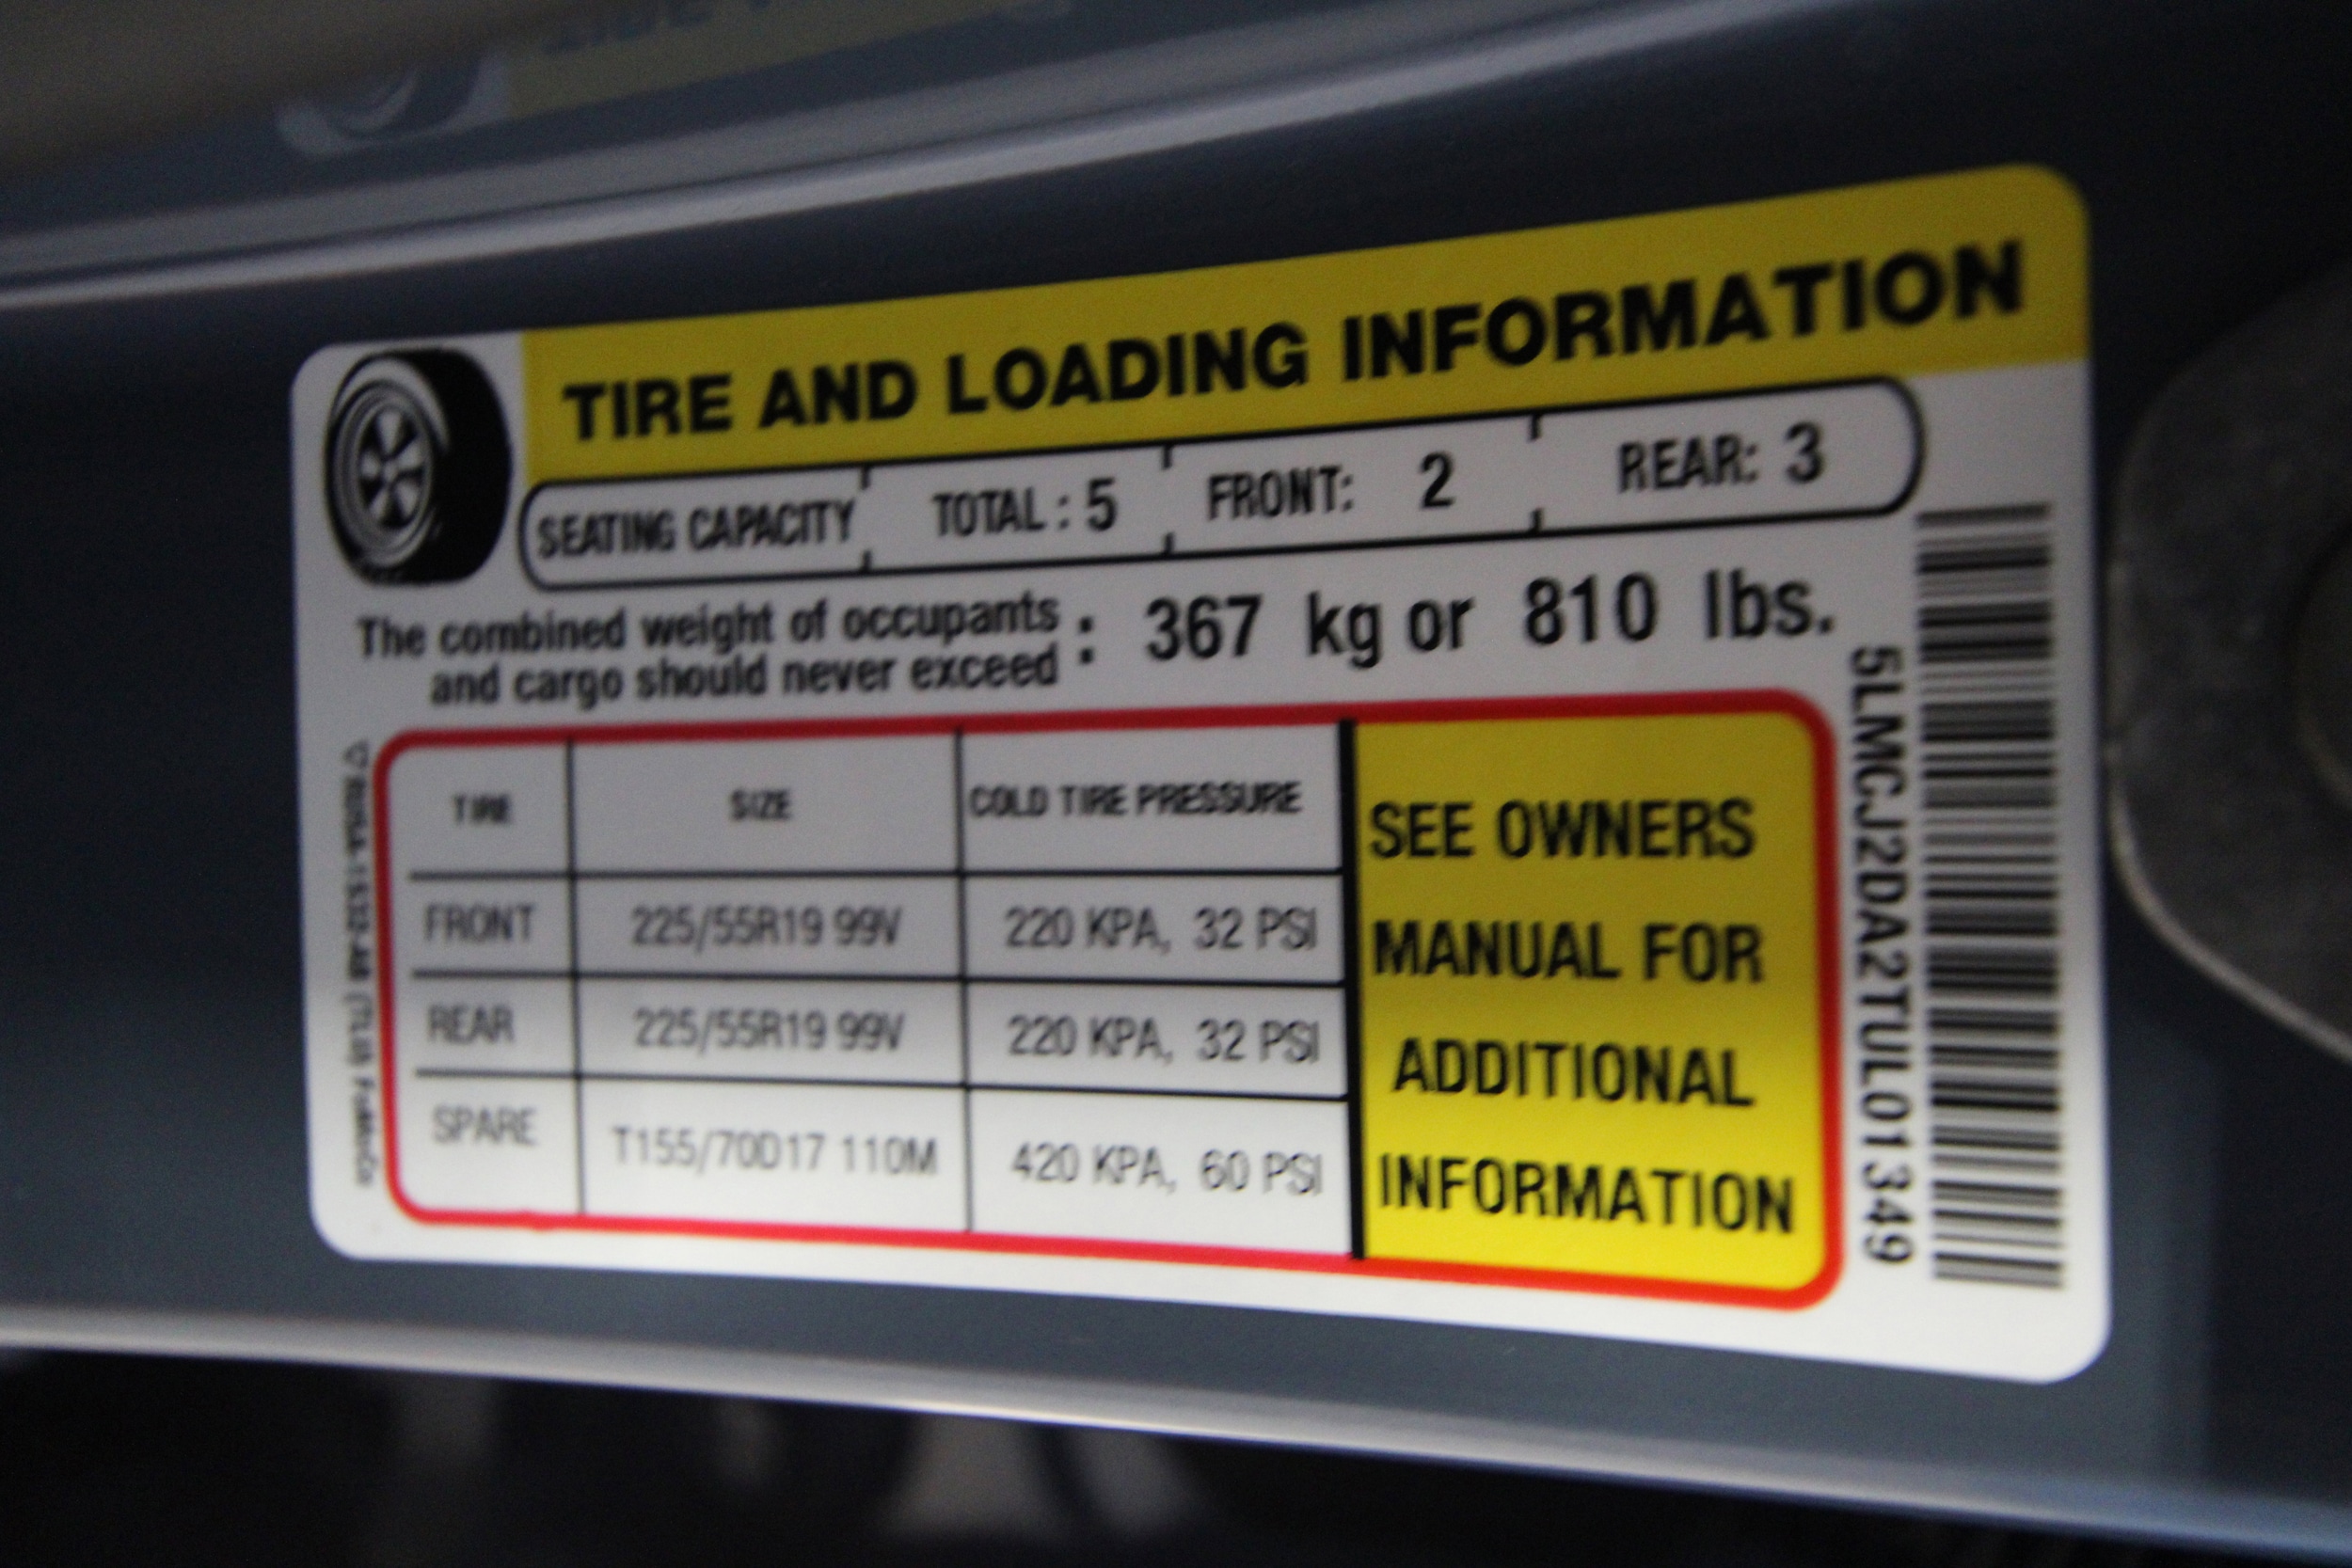 TIRE AND LOADING INFORMATION
SEATING CAPACITY TOTAL : 5 FRONT: 2 REAR: 3
The combined weight of occupants
and cargo should never exceed : 367 kg or 810 lbs.
TIRE SIZE COLD TIRE PRESSURE
FRONT 225/55R19 99V 220 KPA, 32 PSI
REAR 225/55R19 99V 220 KPA, 32 PSI
SPARE T155/70D17 110M 420 KPA, 60 PSI
SEE OWNERS
MANUAL FOR
ADDITIONAL
INFORMATION
5LMCJ2DA2TUL01349